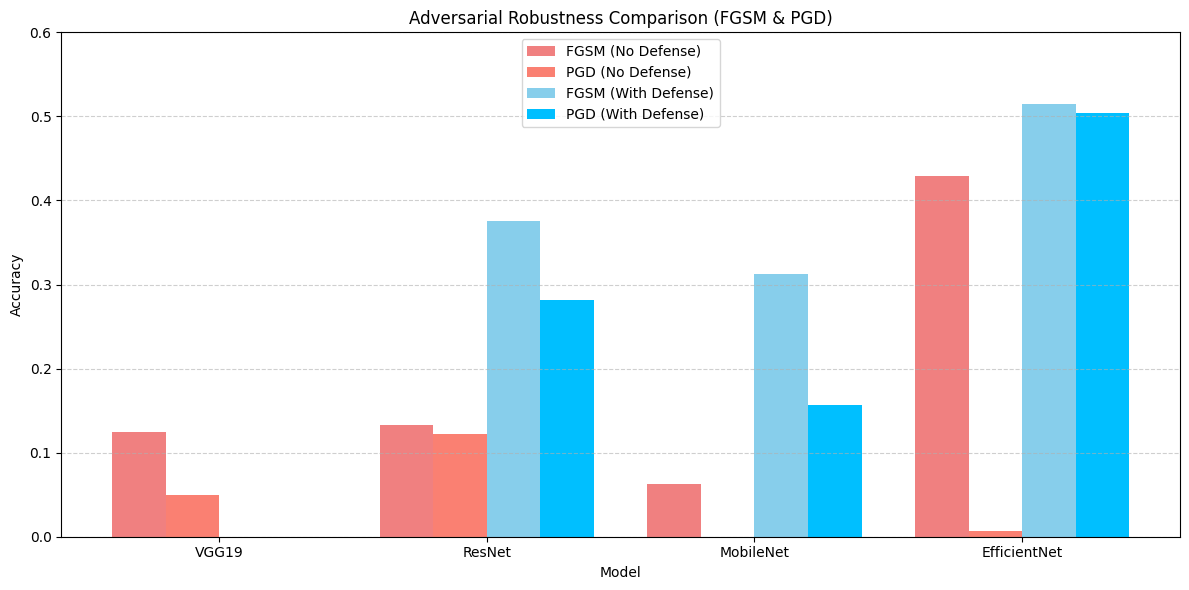 Adversarial Robustness Comparison (FGSM & PGD)
FGSM (No Defense)
PGD (No Defense)
FGSM (With Defense)
PGD (With Defense)
Accuracy
0.6
0.5
0.4
0.3
0.2
0.1
0.0
VGG19
ResNet
MobileNet
EfficientNet
Model